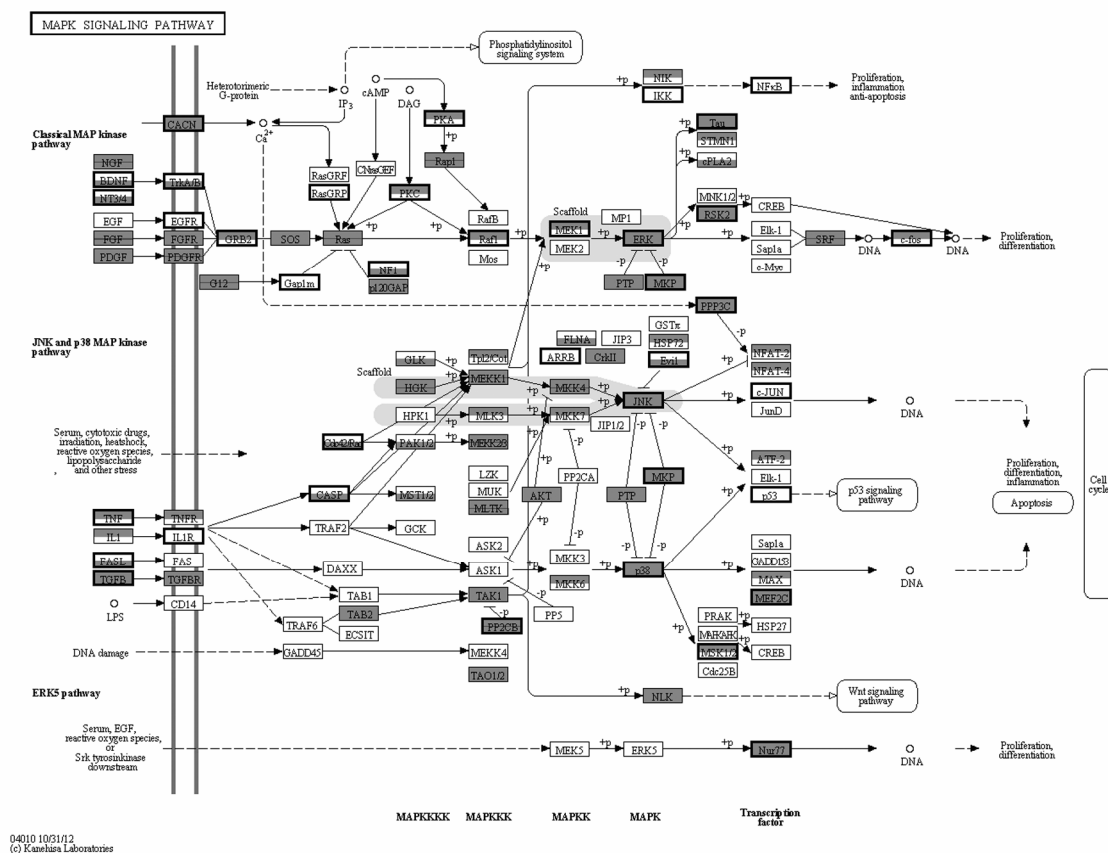 MAPK SIGNALING PATHWAY
Phosphatidylinositol
signaling system
Heterotrimeric
G-protein
IP3
cAMP
DAG
Ca2+
CACN
PKA
+p
Rap1
Classical MAP kinase
pathway
NGF
BDNF
NT3/4
TrkA/B
EGF
EGFR
FGF
FGFR
PDGF
PDGFR
GRB2
SOS
Ras
RasGRF
RasGRP
CNrasGEF
PKC
RafB
Raf1
Mos
G12
Gap1m
NF1
p120GAP
Scaffold
MP1
MEK1
MEK2
+p
ERK
PTP
MKP
-p
-p
+p
NIK
IKK
NFκB
Proliferation,
inflammation
anti-apoptosis
Tau
STMN1
cPLA2
MNK1/2
RSK2
CREB
Elk-1
Sap1a
c-Myc
SRF
DNA
c-fos
DNA
Proliferation,
differentiation
+p
+p
+p
+p
+p
PPP3C
-p
NFAT-2
NFAT-4
JNK and p38 MAP kinase
pathway
Scaffold
GLK
HGK
HPK1
Tpl2/Cot
MEKK1
MLK3
MEKK2/3
FLNA
JIP3
ARRB
CrkII
GSTπ
HSP72
Evi1
MKK4
MKK7
JNK
JIP1/2
c-JUN
JunD
DNA
Serum, cytotoxic drugs,
irradiation, heatshock,
reactive oxygen species,
lipopolysaccharide
and other stress
Cdc42/Rac
PAK1/2
CASP
MST1/2
LZK
MUK
MLTK
AKT
PP2CA
PTP
MKP
ATF-2
Elk-1
p53
p53 signaling
pathway
Proliferation,
differentiation,
inflammation
Apoptosis
Cell
cycle
TNF
TNFR
IL1
IL1R
TRAF2
GCK
FASL
FAS
TGFB
TGFBR
DAXX
ASK2
ASK1
MKK3
MKK6
p38
Sap1a
GADD153
MAX
MEF2C
DNA
LPS
CD14
TAB1
TAB2
TAK1
PP5
PP2CB
TRAF6
ECSIT
PRAK
MAPKAPK
MSK1/2
Cdc25B
HSP27
CREB
DNA damage
GADD45
MEKK4
TAO1/2
ERK5 pathway
+p
NLK
Wnt signaling
pathway
Serum, EGF,
reactive oxygen species,
or
Srk tyrosinkinase
downstream
MEK5
+p
ERK5
+p
Nur77
DNA
Proliferation,
differentiation
MAPKKKK
MAPKKK
MAPKK
MAPK
Transcription
factor
04010 10/31/12
(c) Kanehisa Laboratories